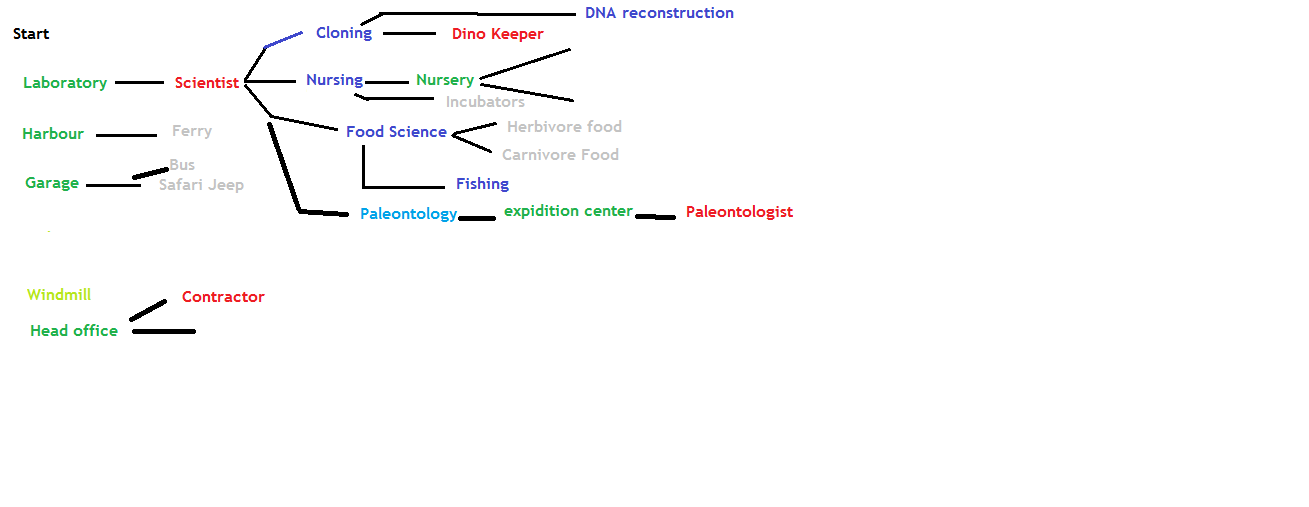 DNA reconstruction
Start
Cloning
Dino Keeper
Laboratory
Scientist
Nursing
Nursery
Incubators
Harbour
Ferry
Food Science
Herbivore food
Carnivore Food
Bus
Garage
Safari Jeep
Fishing
Paleontology
expidition center
Paleontologist
Windmill
Contractor
Head office